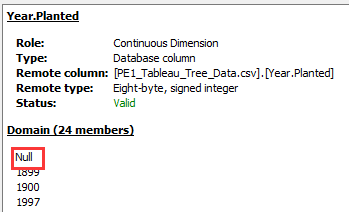 Year.Planted
Role: Continuous Dimension
Type: Database column
Remote column: [PE1_Tableau_Tree_Data.csv].[Year.Planted]
Remote type: Eight-byte, signed integer
Status: Valid
Domain (24 members)
Null
1899
1900
1997